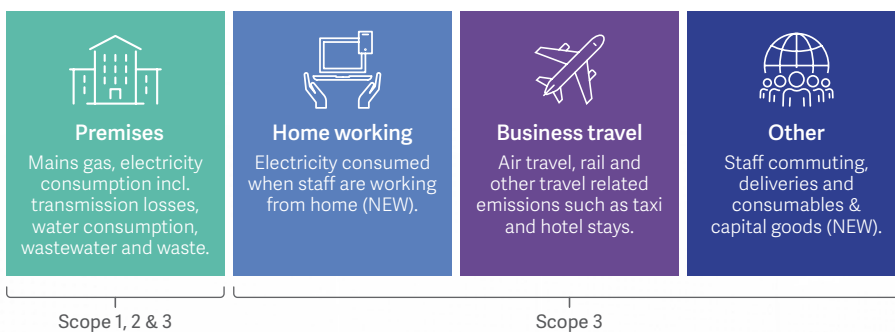 Premises
Mains gas, electricity
consumption incl.
transmission losses,
water consumption,
wastewater and waste.
Home working
Electricity consumed
when staff are working
from home (NEW).
Business travel
Air travel, rail and
other travel related
emissions such as taxi
and hotel stays.
Other
Staff commuting,
deliveries and
consumables &
capital goods (NEW).
Scope 1, 2 & 3
Scope 3